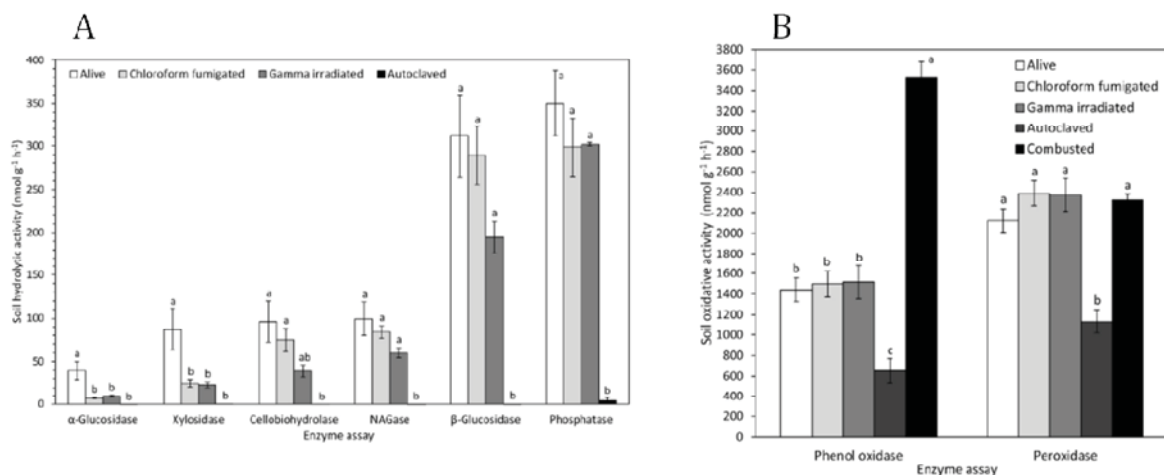 A
Soil hydrolytic activity (nmol g⁻¹ h⁻¹)
400
350
300
250
200
150
100
50
0
Alive
Chloroform fumigated
Gamma irradiated
Autoclaved
a
b
b
b
a
b
b
b
a
a
ab
b
a
a
a
b
a
a
a
b
a
a
a
b
α-Glucosidase
Xylosidase
Cellobiohydrolase
NAGase
β-Glucosidase
Phosphatase
Enzyme assay
B
Soil oxidative activity (nmol g⁻¹ h⁻¹)
3800
3600
3400
3200
3000
2800
2600
2400
2200
2000
1800
1600
1400
1200
1000
800
600
400
200
0
Alive
Chloroform fumigated
Gamma irradiated
Autoclaved
Combusted
b
b
b
c
a
a
a
a
b
a
Phenol oxidase
Peroxidase
Enzyme assay